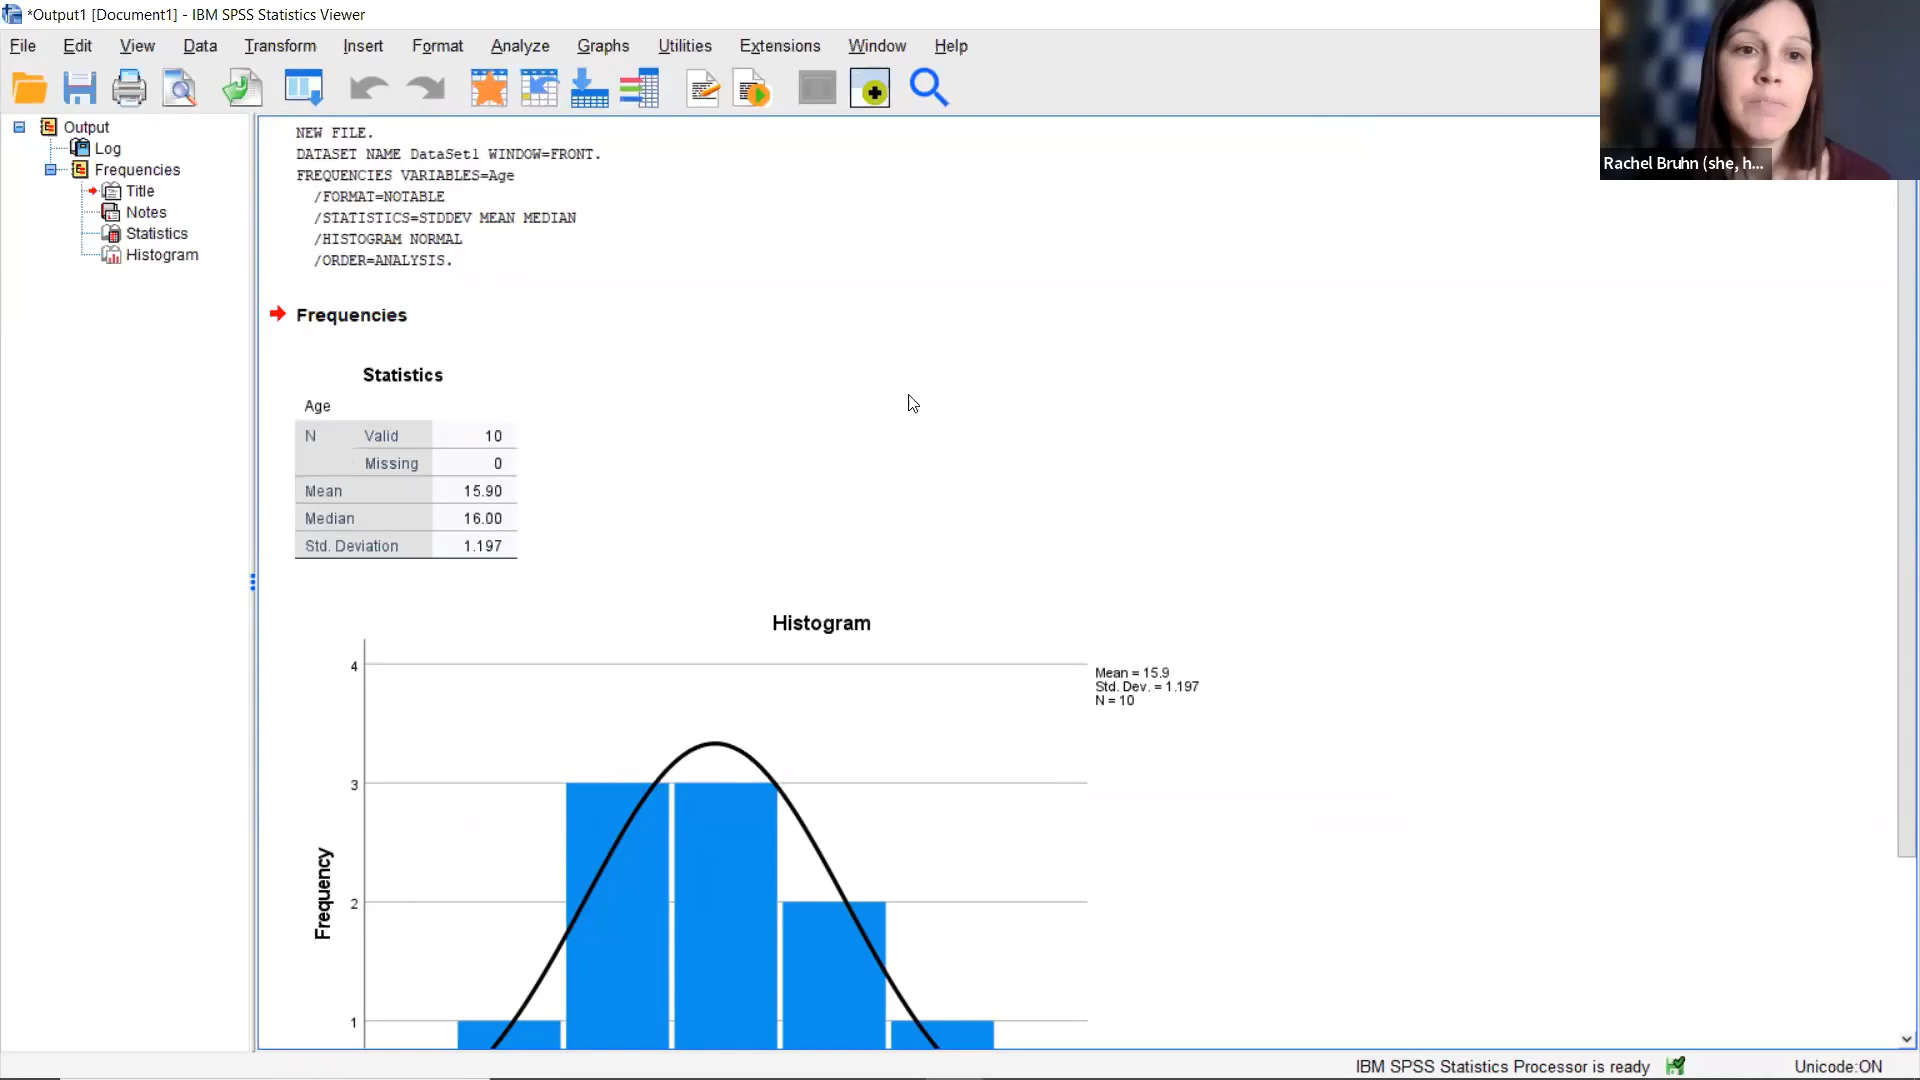 *Output1 [Document1] - IBM SPSS Statistics Viewer
File Edit View Data Transform Insert Format Analyze Graphs Utilities Extensions Window Help
Rachel Bruhn (she, h...
Output
Log
Frequencies
Title
Notes
Statistics
Histogram
NEW FILE.
DATASET NAME DataSet1 WINDOW=FRONT.
FREQUENCIES VARIABLES=Age
/FORMAT=NOTABLE
/STATISTICS=STDDEV MEAN MEDIAN
/HISTOGRAM NORMAL
/ORDER=ANALYSIS.
Frequencies
Statistics
Age
N Valid 10
Missing 0
Mean 15.90
Median 16.00
Std. Deviation 1.197
Histogram
Mean = 15.9
Std. Dev. = 1.197
N = 10
4
3
2
1
Frequency
IBM SPSS Statistics Processor is ready Unicode:ON